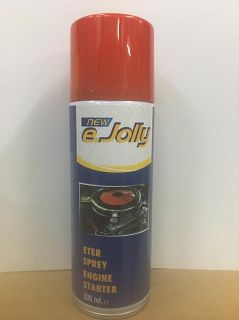 NEW
e.Jolly
ETER
SPREY
ENGINE
STARTER
200 ml. e